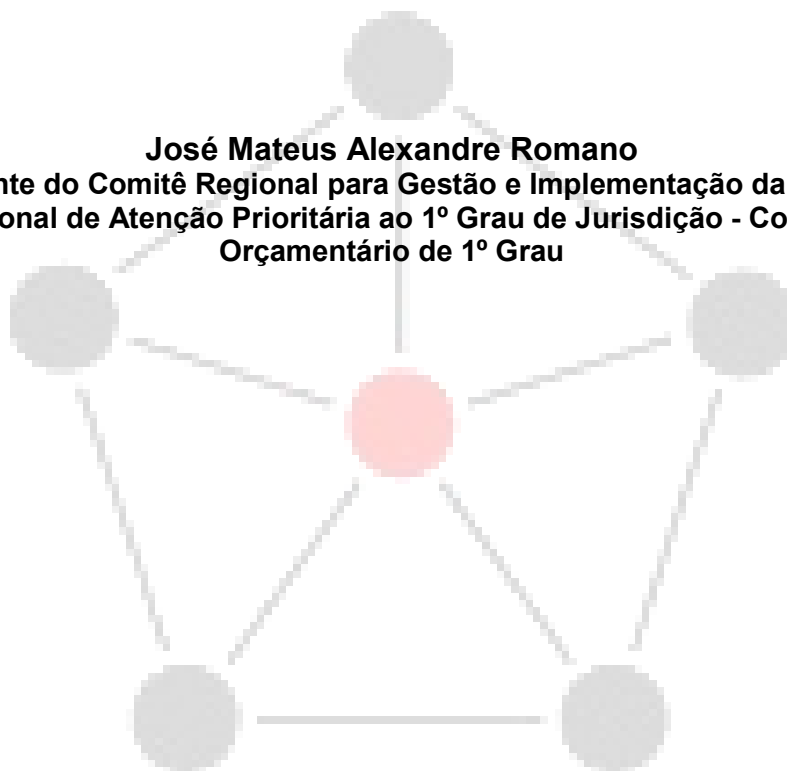 José Mateus Alexandre Romano
nte do Comitê Regional para Gestão e Implementação da
onal de Atenção Prioritária ao 1º Grau de Jurisdição - Co
Orçamentário de 1º Grau